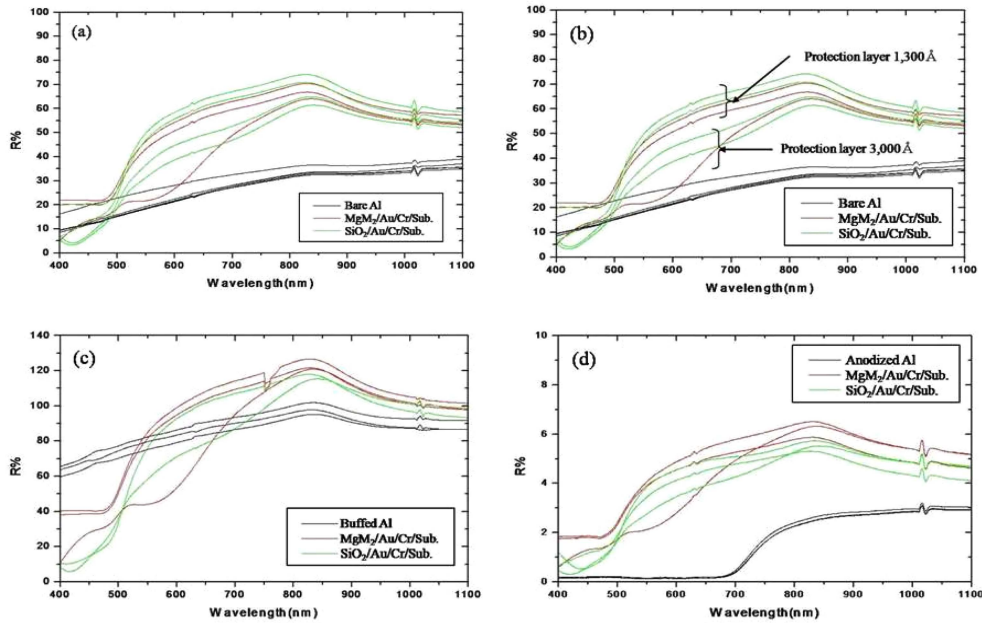 (a)
R%
100
90
80
70
60
50
40
30
20
10
0
Bare Al
MgM2/Au/Cr/Sub.
SiO2/Au/Cr/Sub.
400 500 600 700 800 900 1000 1100
Wavelength(nm)
(b)
R%
100
90
80
70
60
50
40
30
20
10
0
Protection layer 1,300 Å
Protection layer 3,000 Å
Bare Al
MgM2/Au/Cr/Sub.
SiO2/Au/Cr/Sub.
400 500 600 700 800 900 1000 1100
Wavelength(nm)
(c)
R%
140
120
100
80
60
40
20
0
Buffed Al
MgM2/Au/Cr/Sub.
SiO2/Au/Cr/Sub.
400 500 600 700 800 900 1000 1100
Wavelength(nm)
(d)
R%
10
8
6
4
2
0
Anodized Al
MgM2/Au/Cr/Sub.
SiO2/Au/Cr/Sub.
400 500 600 700 800 900 1000 1100
Wavelength(nm)